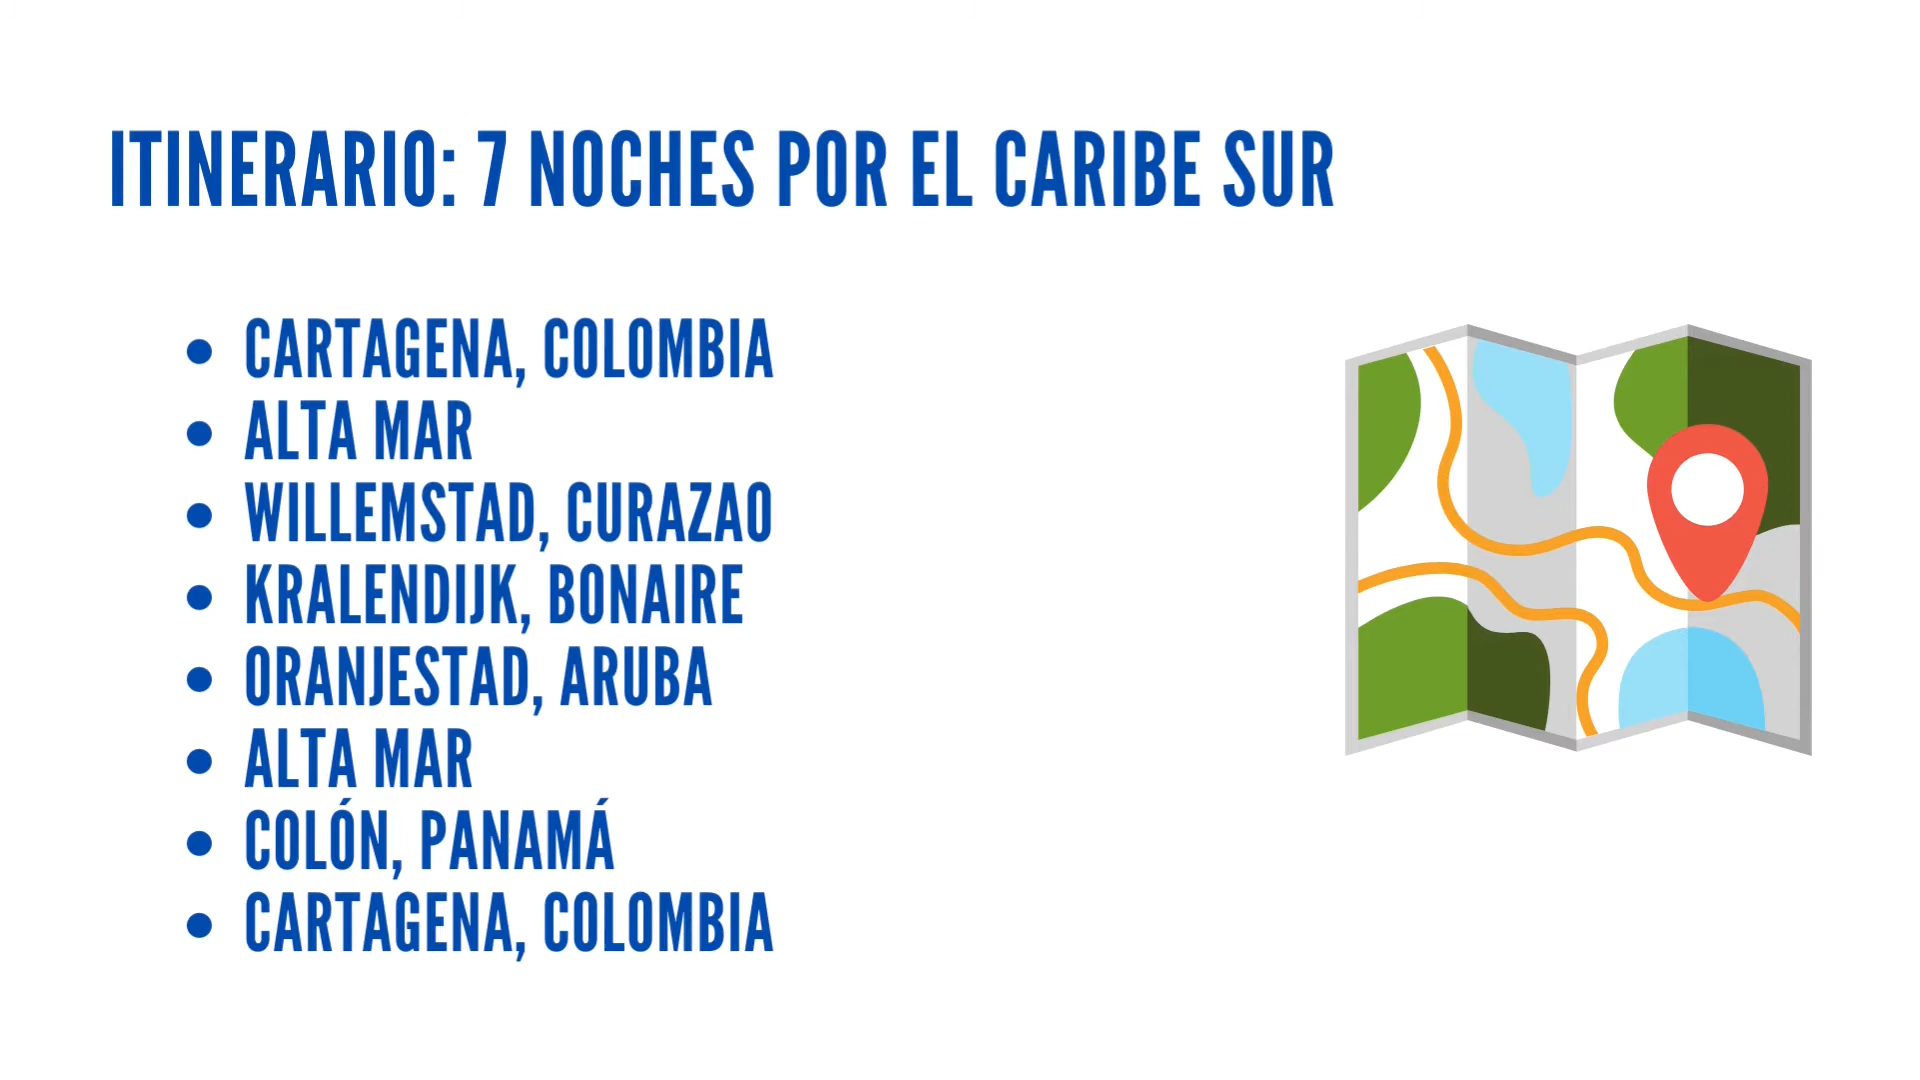 ITINERARIO: 7 NOCHES POR EL CARIBE SUR
• CARTAGENA, COLOMBIA
• ALTA MAR
• WILLEMSTAD, CURAZAO
• KRALENDIJK, BONAIRE
• ORANJESTAD, ARUBA
• ALTA MAR
• COLÓN, PANAMÁ
• CARTAGENA, COLOMBIA